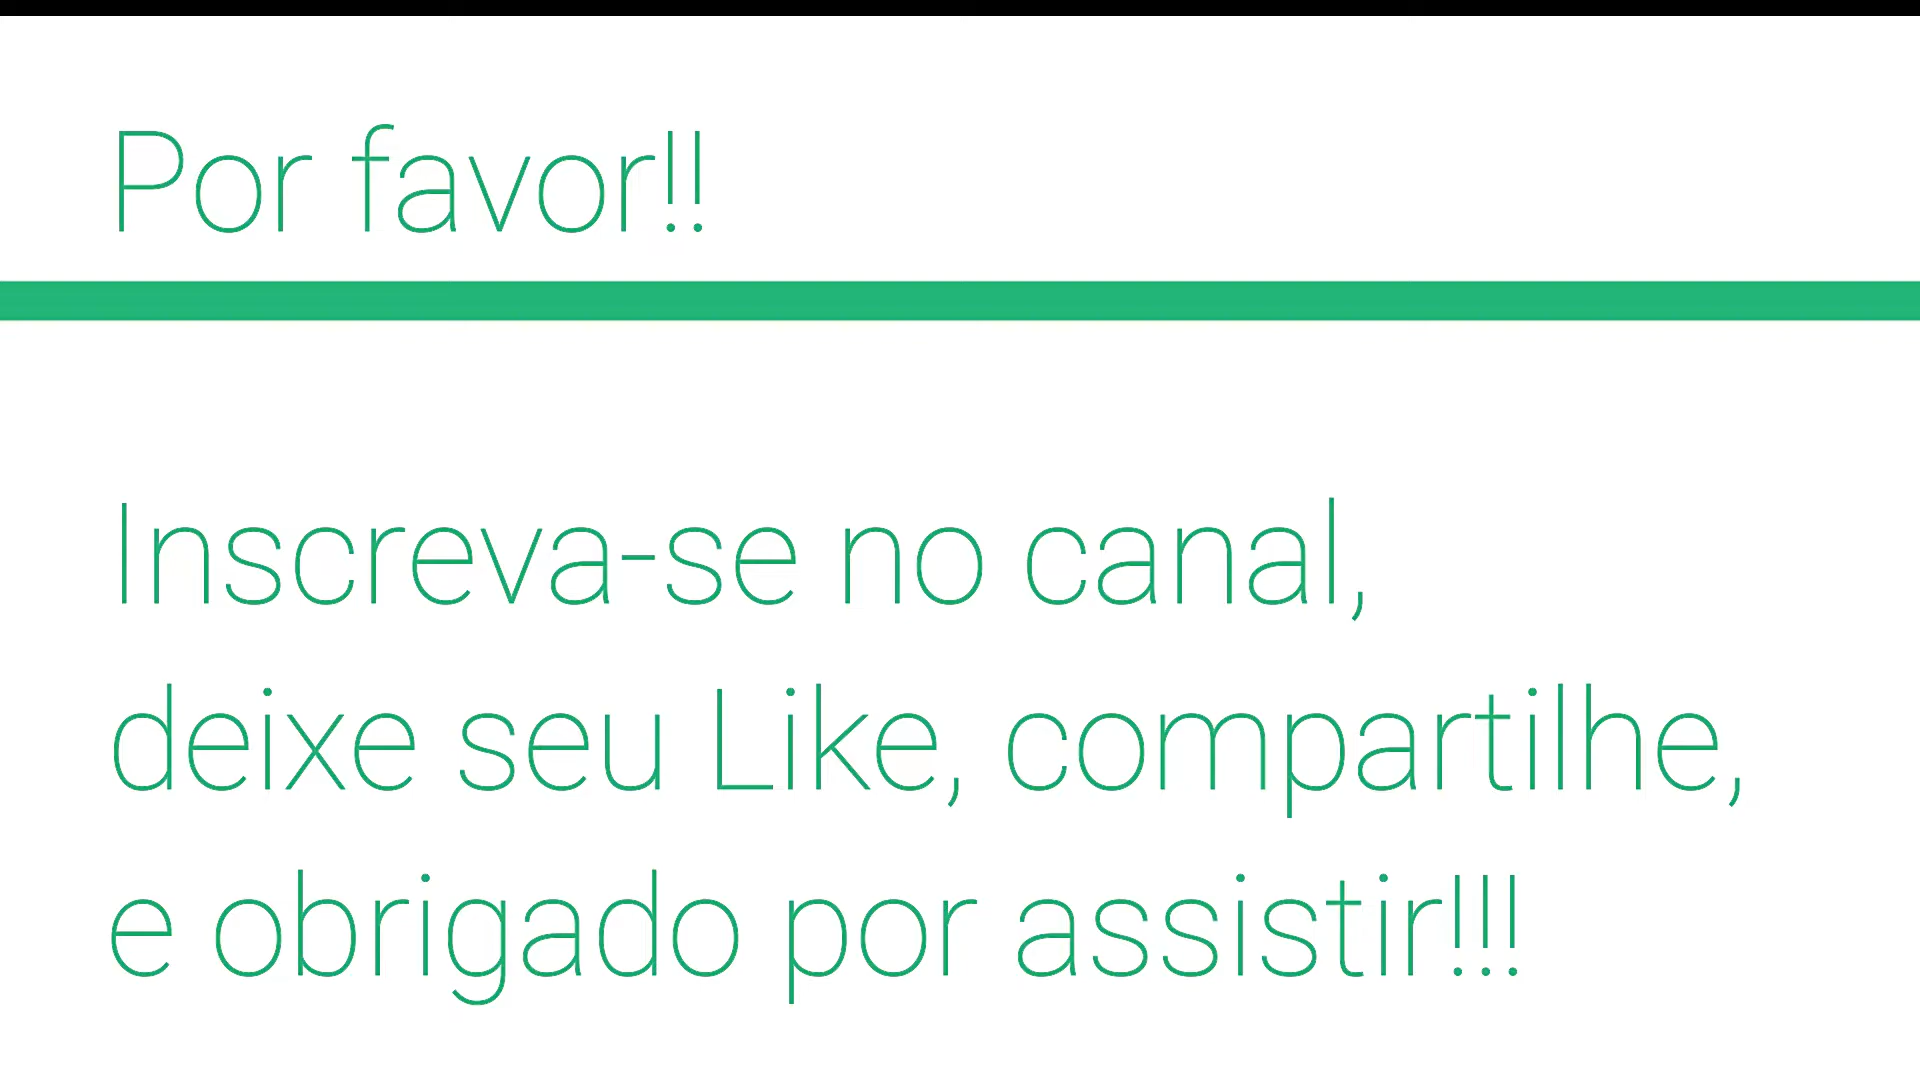 Por favor!!
Inscreva-se no canal,
deixe seu Like, compartilhe,
e obrigado por assistir!!!